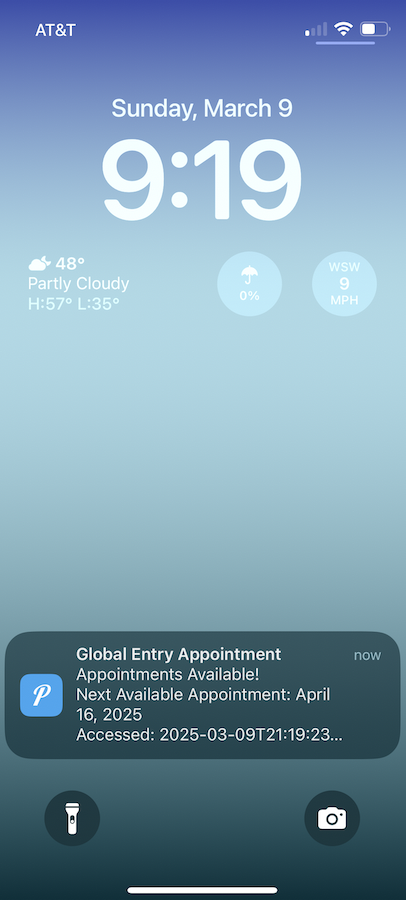 AT&T
Sunday, March 9
9:19
48°
Partly Cloudy
H:57° L:35°
0%
WSW
9
MPH
Global Entry Appointment
now
Appointments Available!
Next Available Appointment: April
16, 2025
Accessed: 2025-03-09T21:19:23...